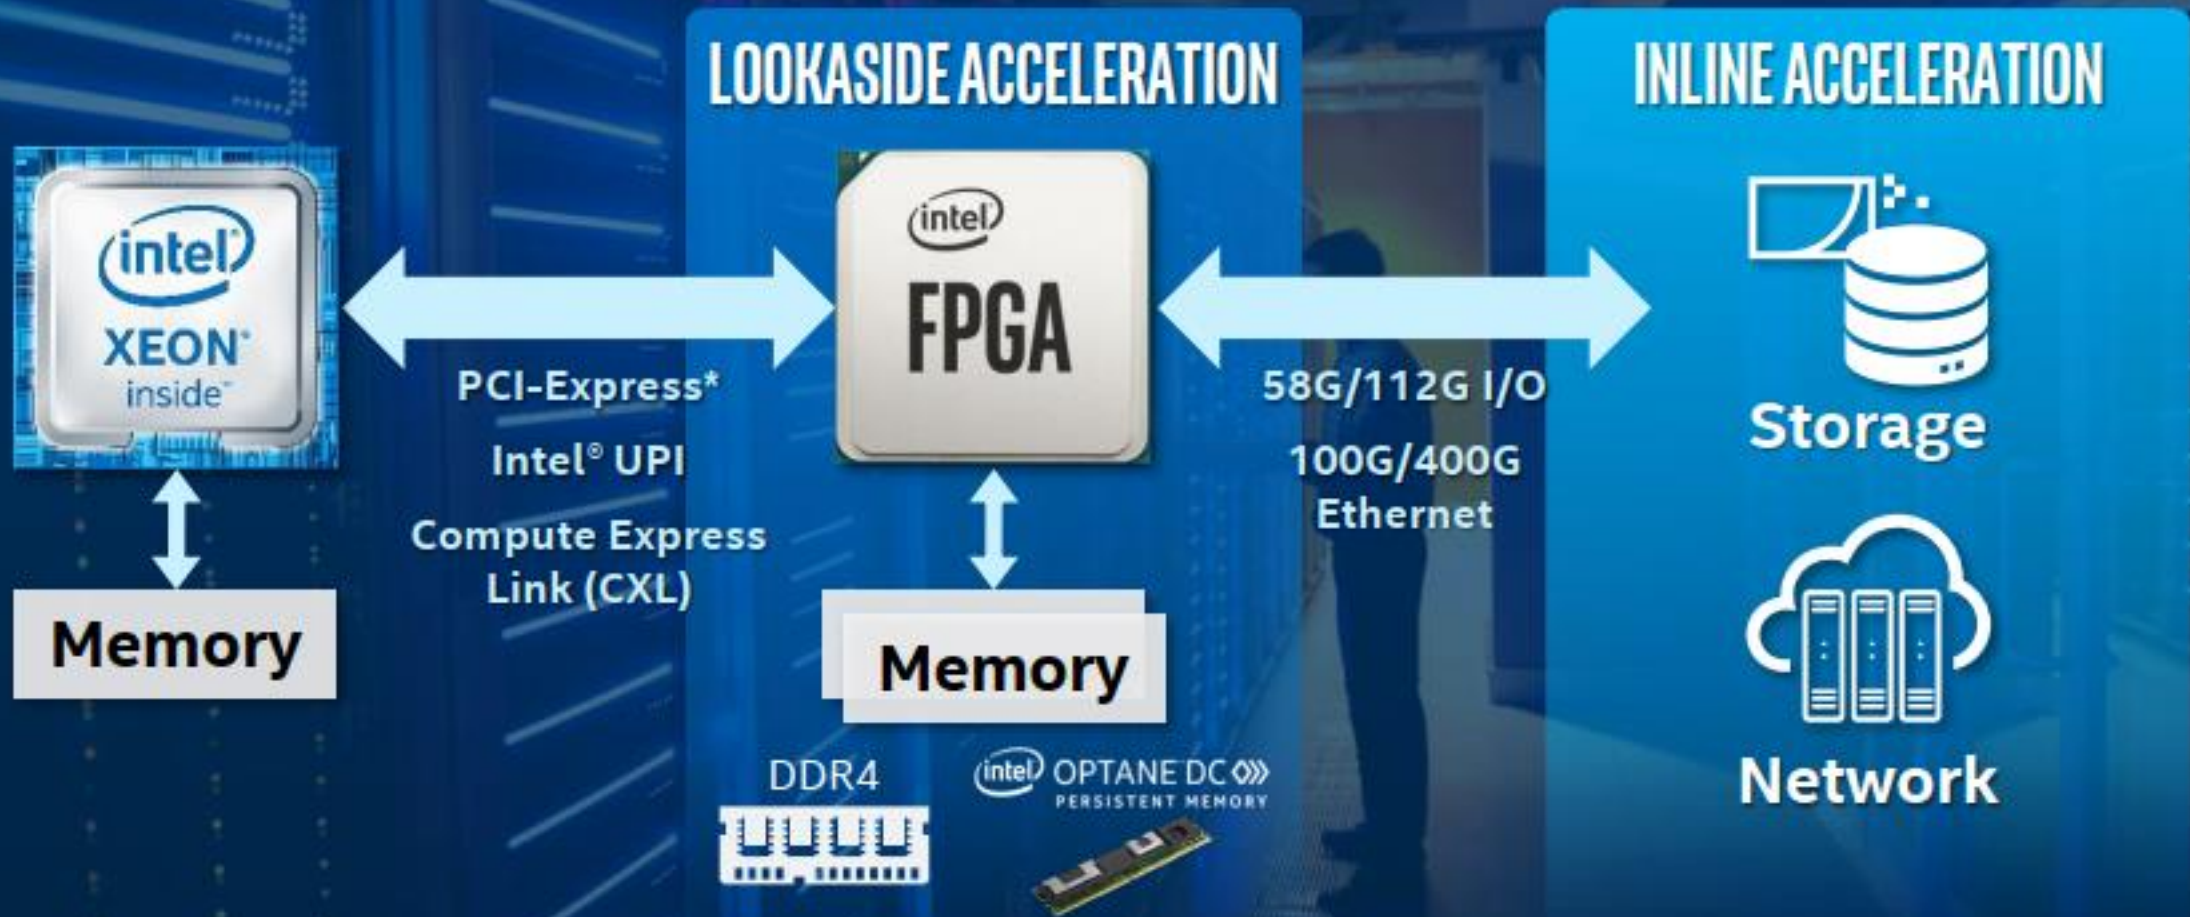 LOOKASIDE ACCELERATION
INLINE ACCELERATION
intel®
XEON®
inside™
PCI-Express*
Intel® UPI
Compute Express
Link (CXL)
intel
FPGA
58G/112G I/O
100G/400G
Ethernet
Storage
Memory
Memory
DDR4
intel OPTANE DC
PERSISTENT MEMORY
Network